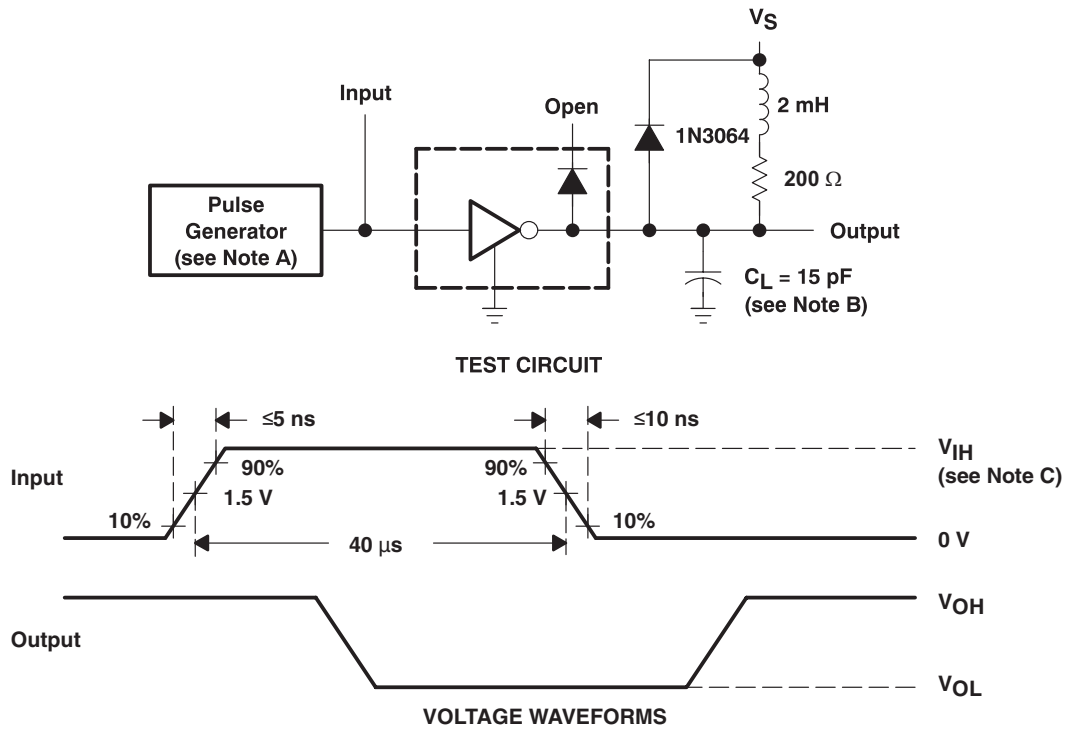 VS
Input
2 mH
Open
1N3064
200 Ω
Pulse
Generator
(see Note A)
Output
CL = 15 pF
(see Note B)
TEST CIRCUIT
≤5 ns
≤10 ns
Input
90%
90%
VIH
(see Note C)
1.5 V
1.5 V
10%
10%
40 μs
0 V
VOH
Output
VOL
VOLTAGE WAVEFORMS